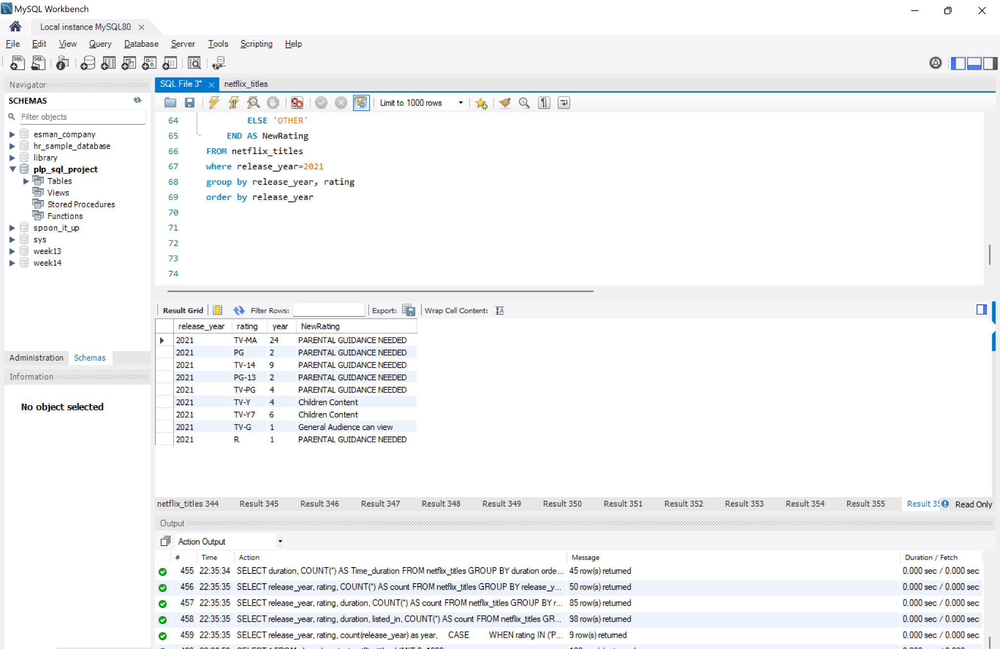 MySQL Workbench
Local instance MySQL80
File Edit View Query Database Server Tools Scripting Help
Navigator
SCHEMAS
Filter objects
esman_company
hr_sample_database
library
plp_sql_project
Tables
Views
Stored Procedures
Functions
spoon_it_up
sys
week13
week14
Administration Schemas
Information
No object selected
SQL File 3* netflix_titles
Limit to 1000 rows
64 ELSE 'OTHER'
65 END AS NewRating
66 FROM netflix_titles
67 where release_year=2021
68 group by release_year, rating
69 order by release_year
70
71
72
73
74
Result Grid Filter Rows: Export: Wrap Cell Content:
release_year rating year NewRating
2021 TV-MA 24 PARENTAL GUIDANCE NEEDED
2021 PG 2 PARENTAL GUIDANCE NEEDED
2021 TV-14 9 PARENTAL GUIDANCE NEEDED
2021 PG-13 2 PARENTAL GUIDANCE NEEDED
2021 TV-PG 4 PARENTAL GUIDANCE NEEDED
2021 TV-Y 4 Children Content
2021 TV-Y7 6 Children Content
2021 TV-G 1 General Audience can view
2021 R 1 PARENTAL GUIDANCE NEEDED
netflix_titles 344 Result 345 Result 346 Result 347 Result 348 Result 349 Result 350 Result 351 Result 352 Result 353 Result 354 Result 355 Result 35 Read Only
Output
Action Output
# Time Action Message Duration / Fetch
455 22:35:34 SELECT duration, COUNT(*) AS Time_duration FROM netflix_titles GROUP BY duration orde... 45 row(s) returned 0.000 sec / 0.000 sec
456 22:35:35 SELECT release_year, rating, COUNT(*) AS count FROM netflix_titles GROUP BY release_y... 50 row(s) returned 0.000 sec / 0.000 sec
457 22:35:35 SELECT release_year, rating, duration, COUNT(*) AS count FROM netflix_titles GROUP BY r... 85 row(s) returned 0.000 sec / 0.000 sec
458 22:35:35 SELECT release_year, rating, duration, listed_in, COUNT(*) AS count FROM netflix_titles GR... 98 row(s) returned 0.000 sec / 0.000 sec
459 22:35:35 SELECT release_year, rating, count(release_year) as year, CASE WHEN rating IN ('P... 9 row(s) returned 0.000 sec / 0.000 sec